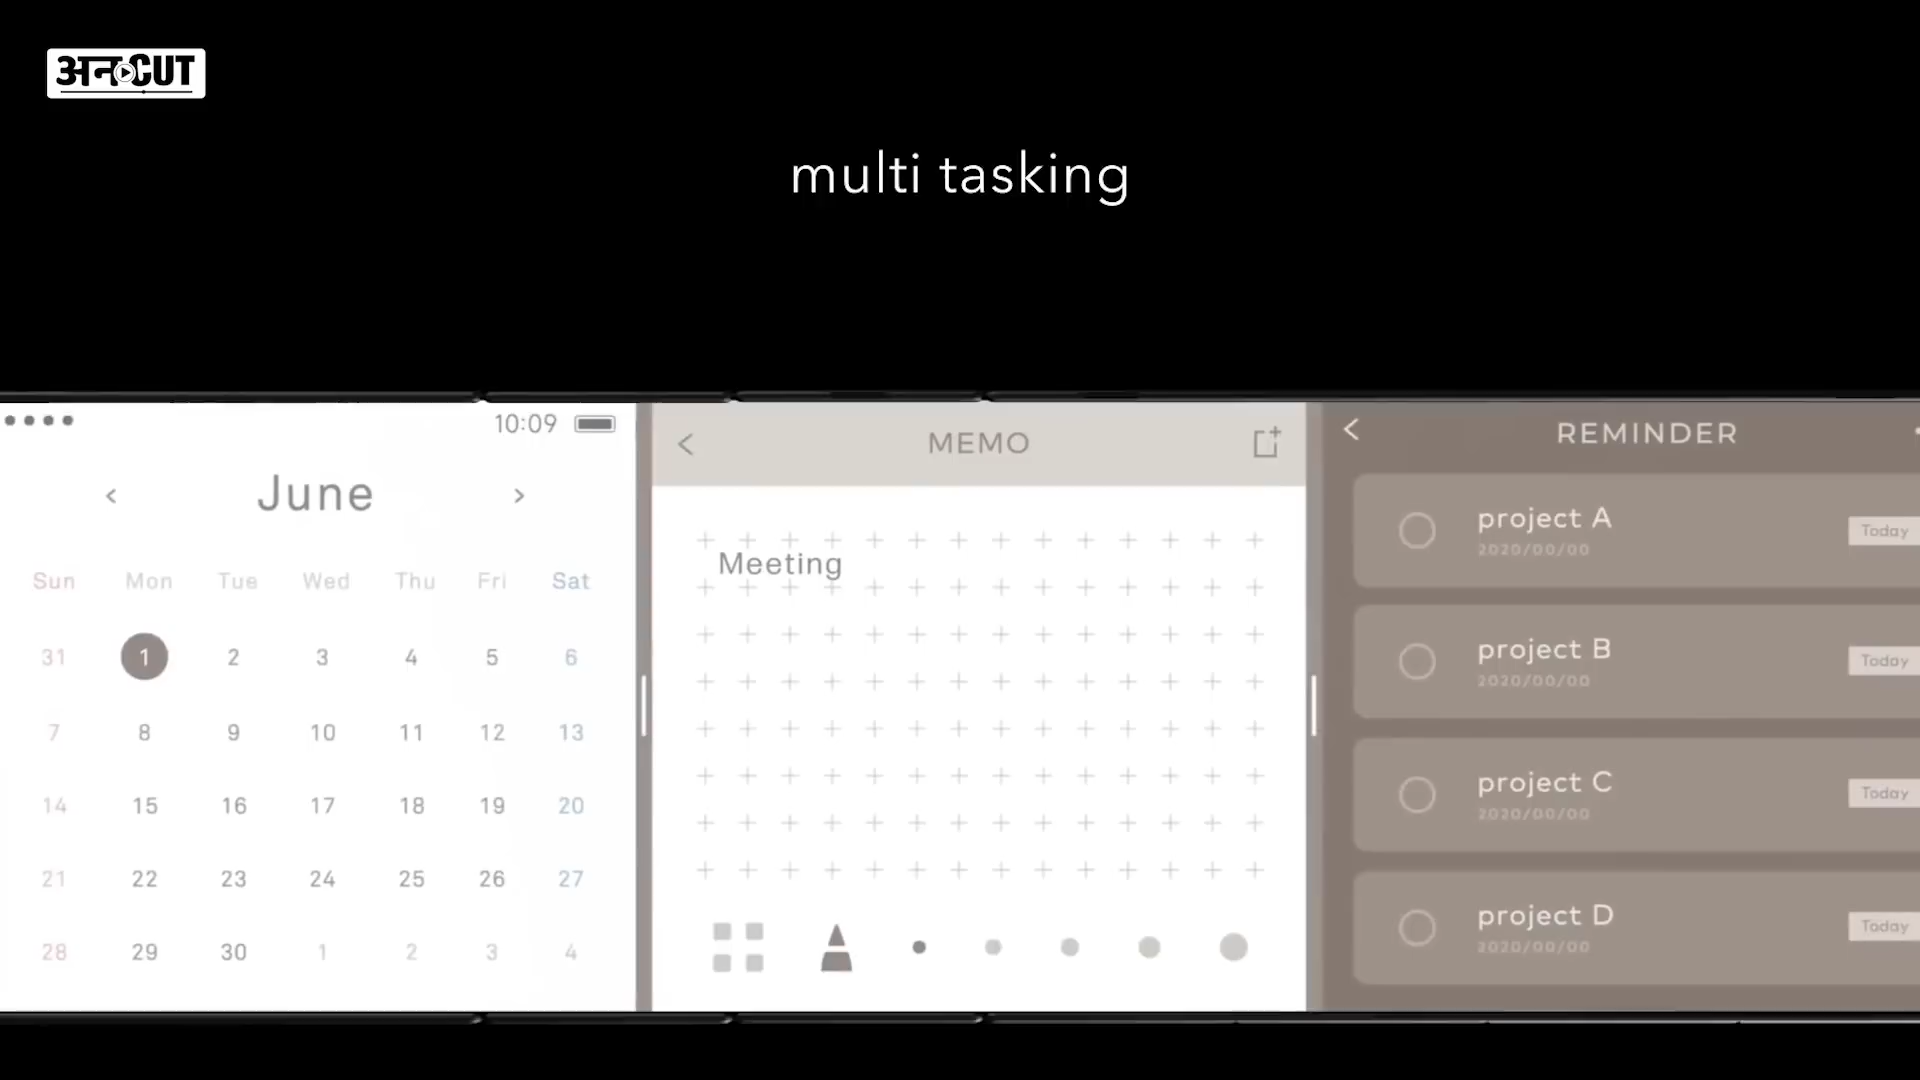 अनCUT
multi tasking
10:09
June
Sun Mon Tue Wed Thu Fri Sat
31 1 2 3 4 5 6
7 8 9 10 11 12 13
14 15 16 17 18 19 20
21 22 23 24 25 26 27
28 29 30 1 2 3 4
MEMO
Meeting
REMINDER
project A
2020/00/00
Today
project B
2020/00/00
Today
project C
2020/00/00
Today
project D
2020/00/00
Today